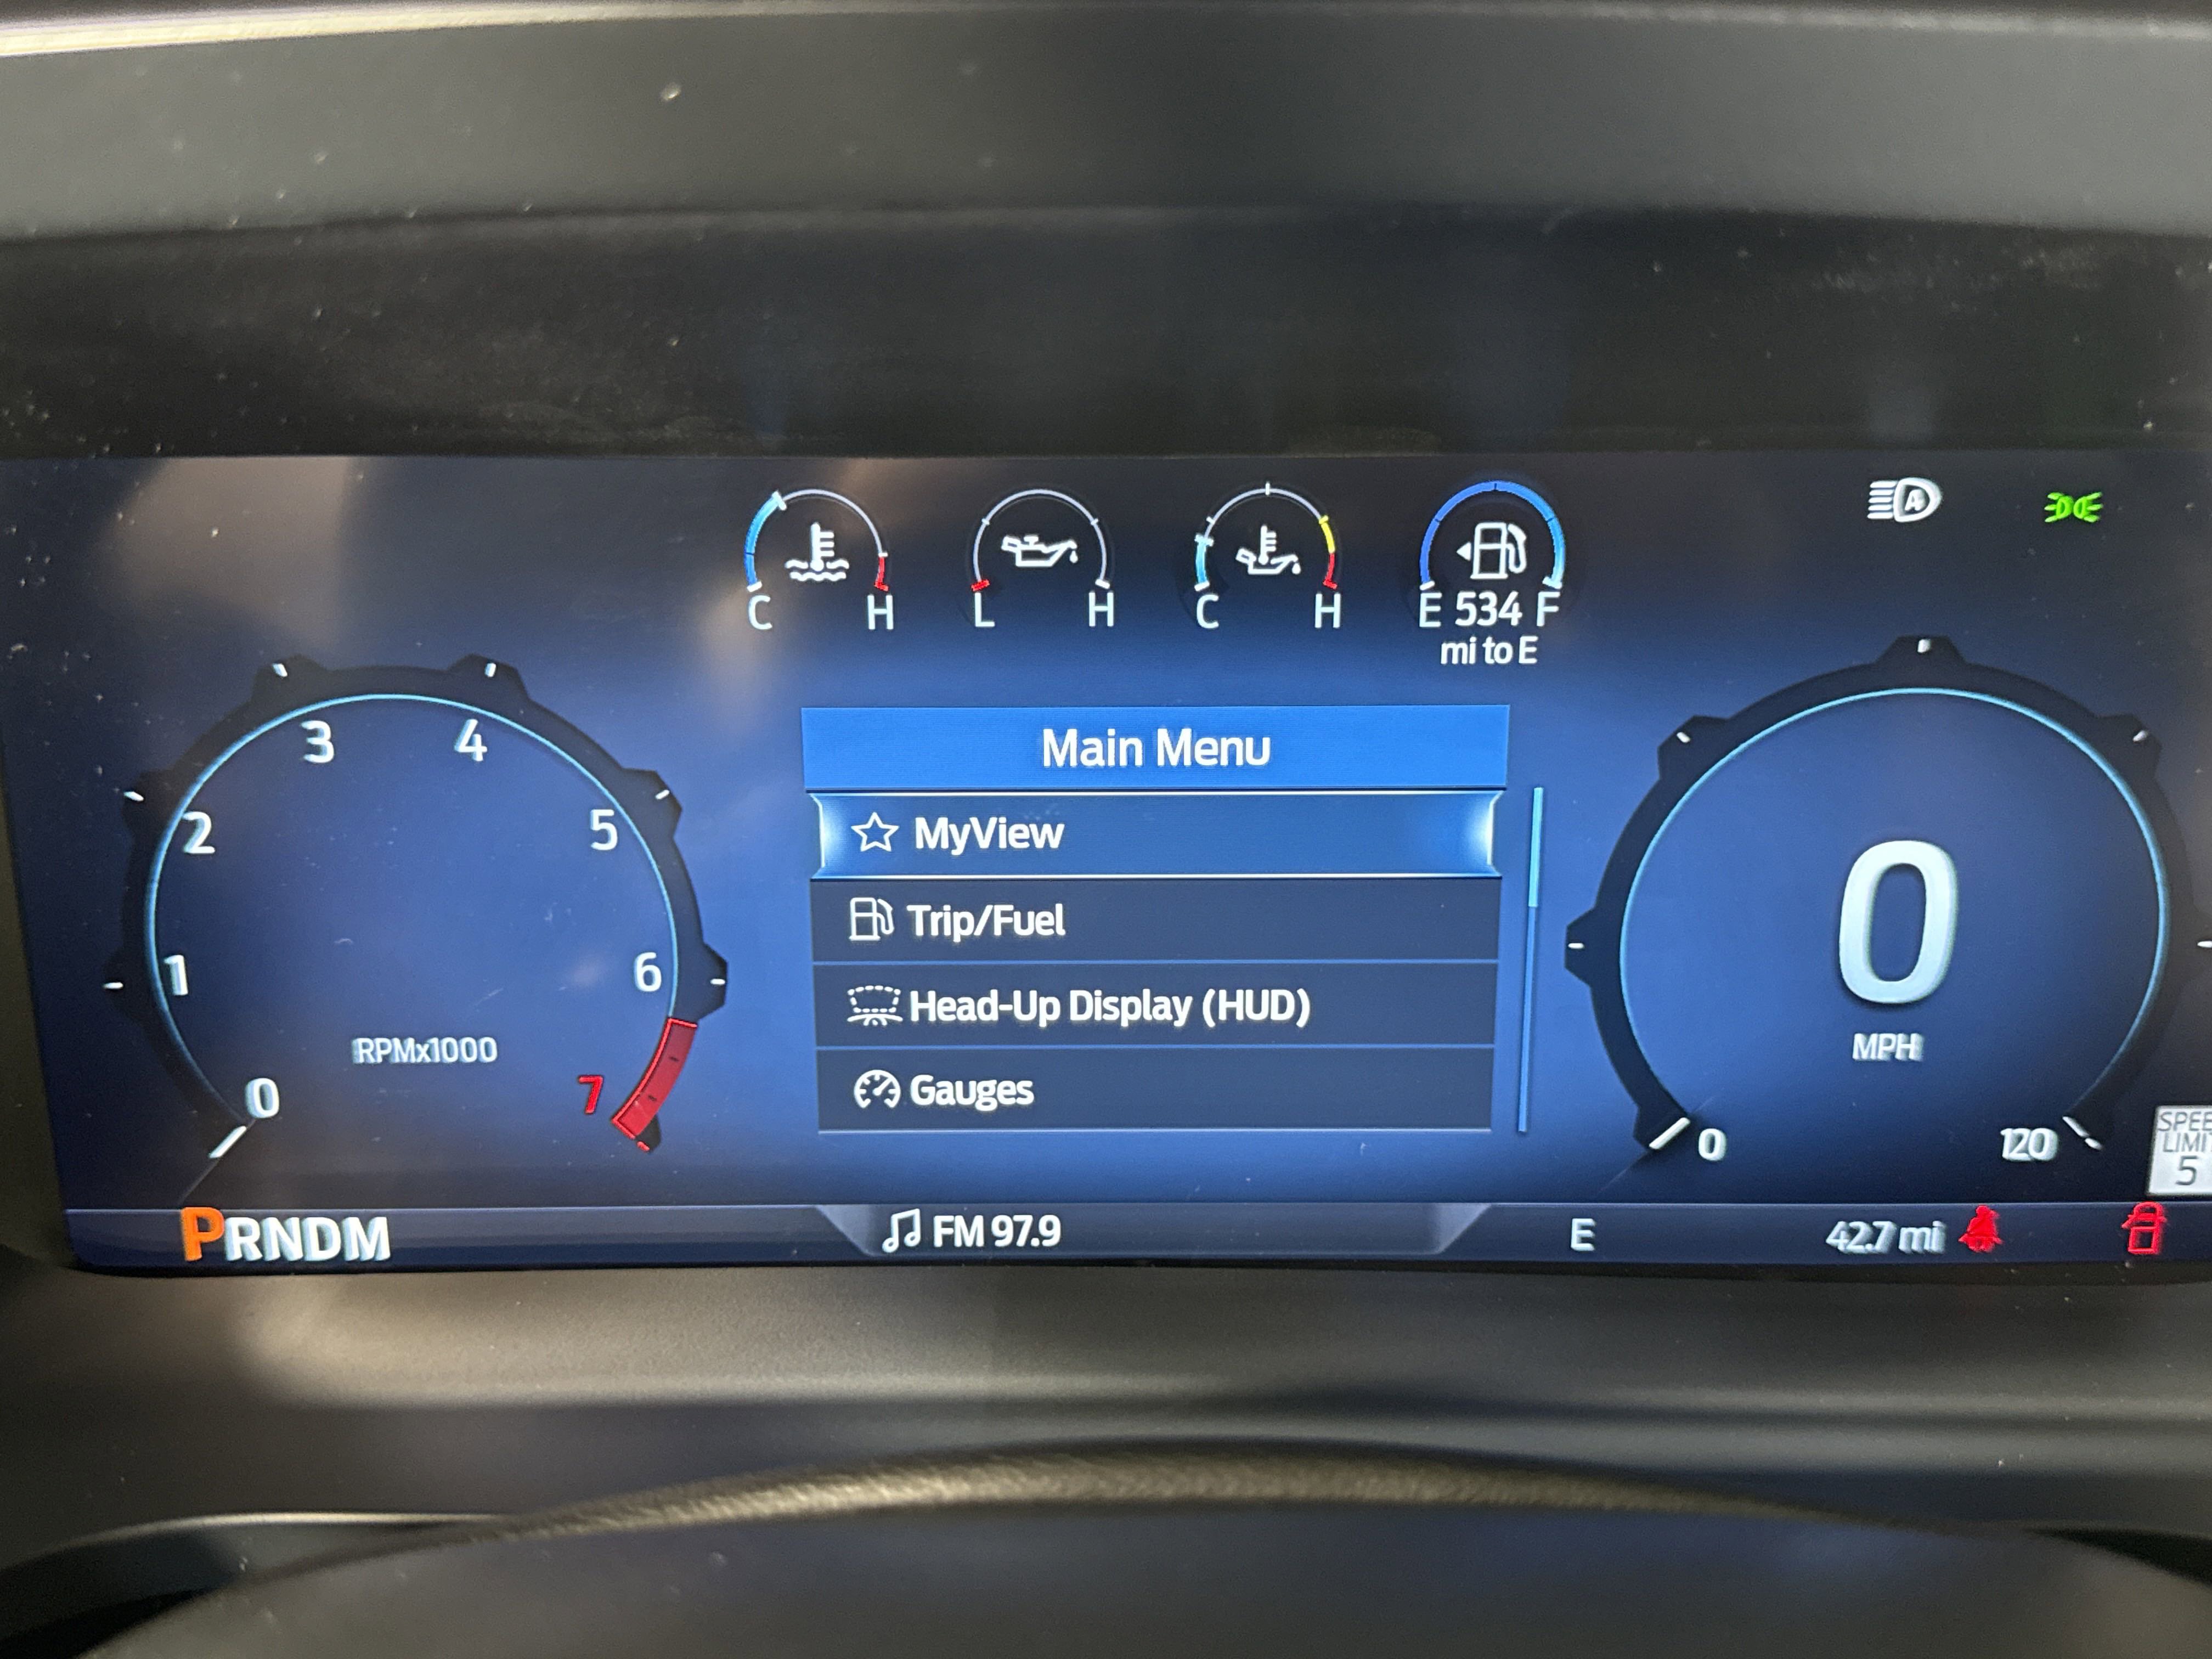 C H
L H
C H
E 534 F
mi to E
A
Main Menu
MyView
Trip/Fuel
Head-Up Display (HUD)
Gauges
0
1
2
3
4
5
6
7
RPMx1000
0
MPH
0
120
5
PRNDM
FM 97.9
E
42.7 mi